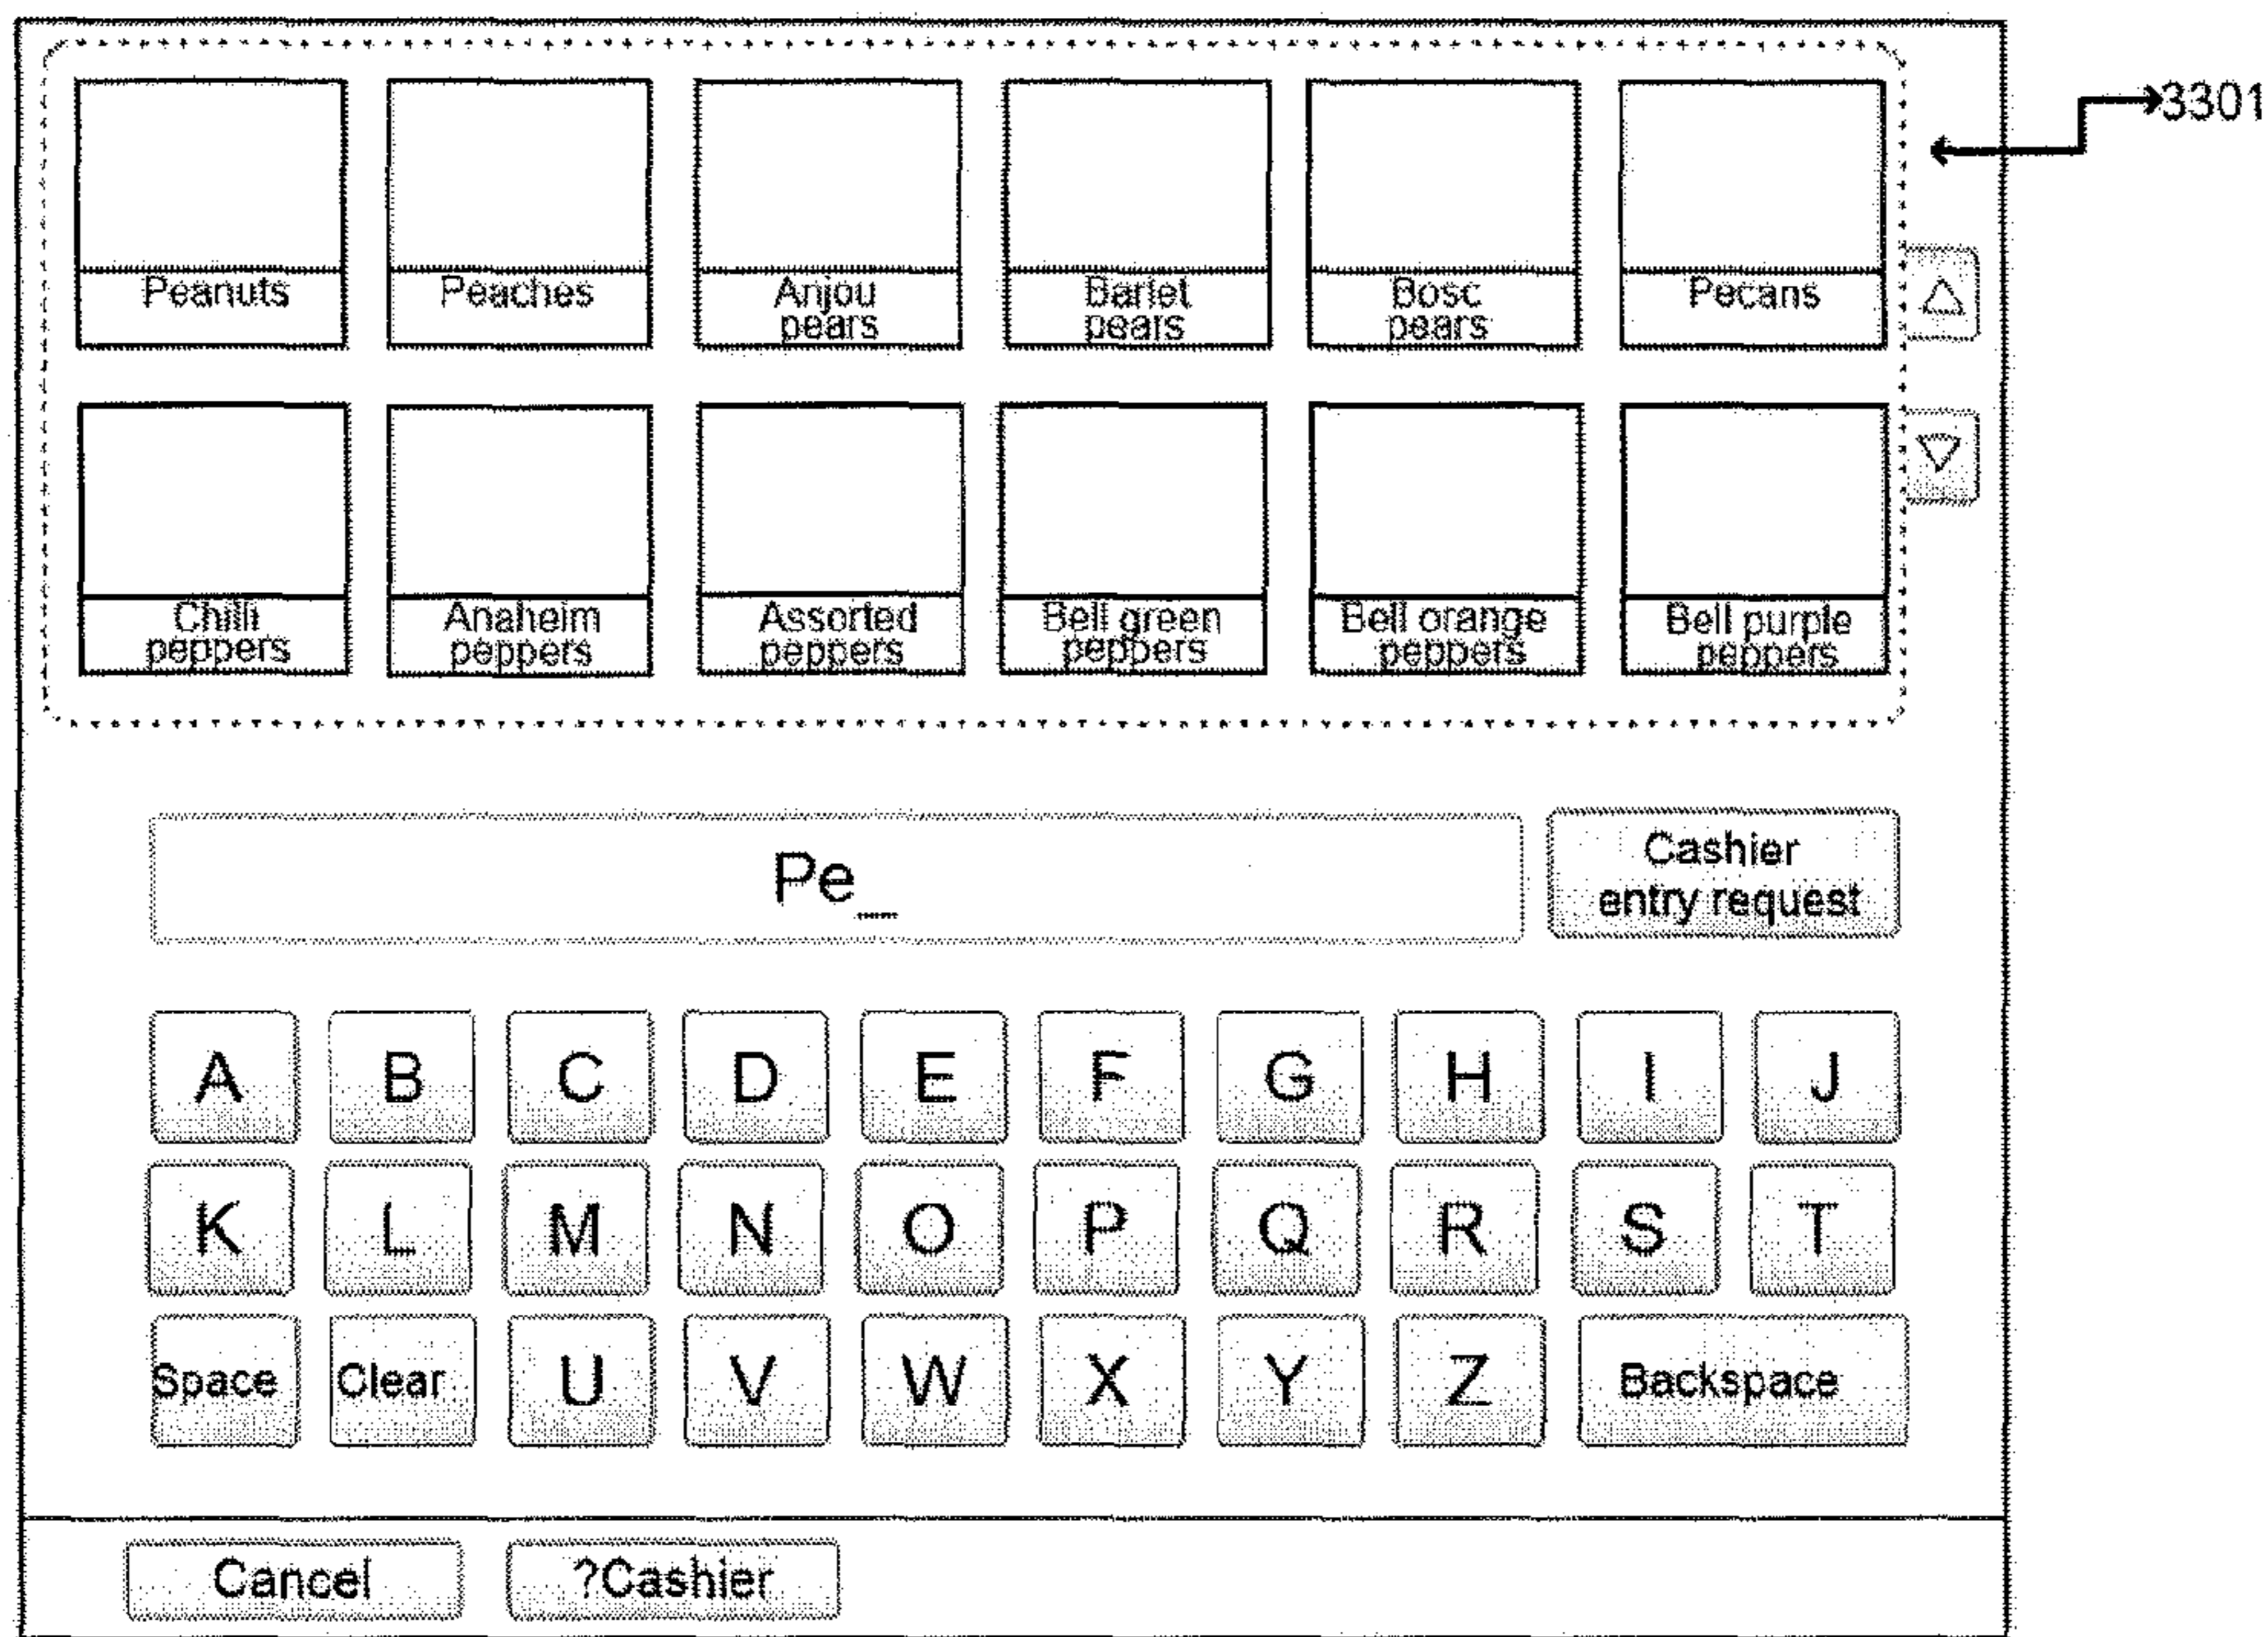 3301
Peanuts
Peaches
Anjou
pears
Barlet
pears
Bosc
pears
Pecans
Chilli
peppers
Anaheim
peppers
Assorted
peppers
Bell green
peppers
Bell orange
peppers
Bell purple
peppers
Pe_
Cashier
entry request
A B C D E F G H I J
K L M N O P Q R S T
Space Clear U V W X Y Z Backspace
Cancel ?Cashier